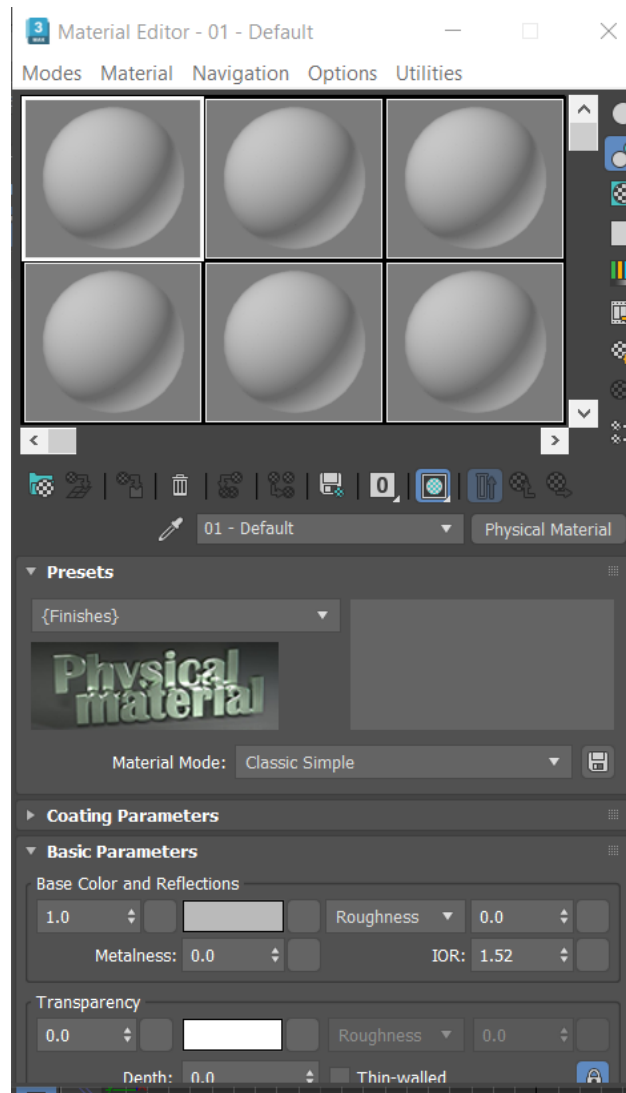 3
MAX
Material Editor - 01 - Default
Modes Material Navigation Options Utilities
0
01 - Default
Physical Material
Presets
{Finishes}
Physical
material
Material Mode: Classic Simple
Coating Parameters
Basic Parameters
Base Color and Reflections
1.0 Roughness 0.0
Metalness: 0.0 IOR: 1.52
Transparency
0.0 Roughness 0.0
Depth: 0.0 Thin-walled